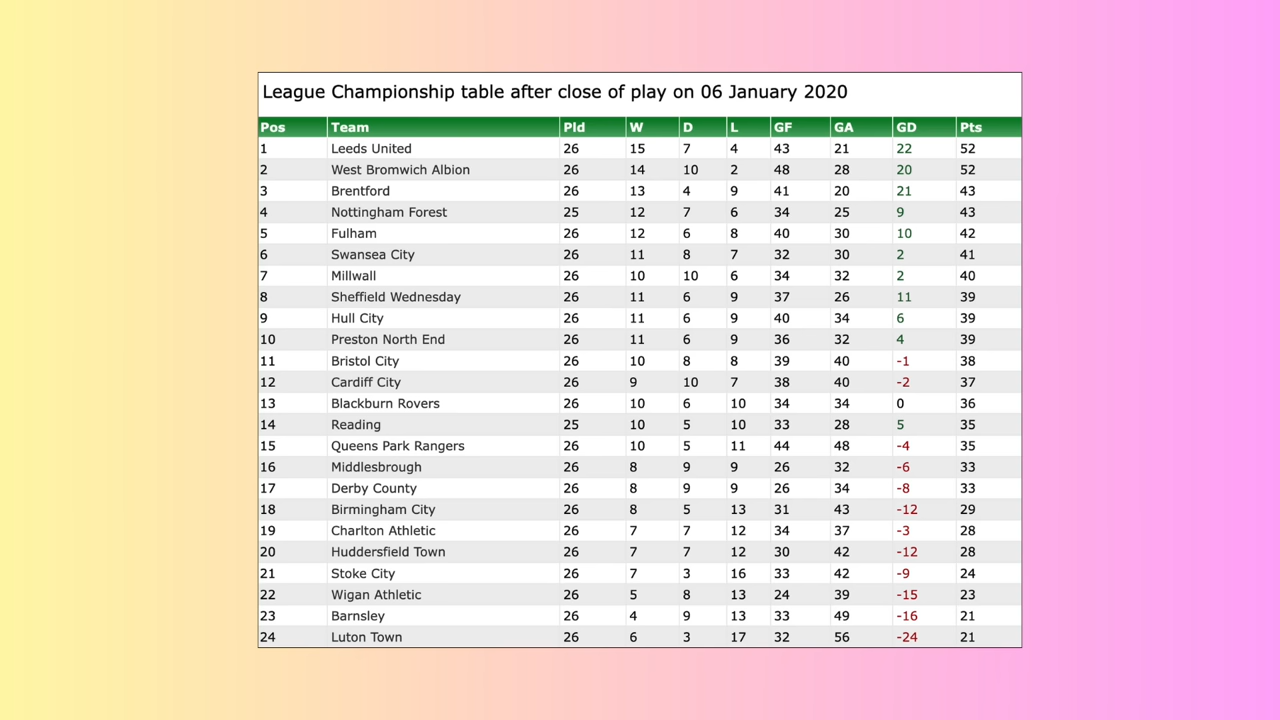 League Championship table after close of play on 06 January 2020
Pos Team Pld W D L GF GA GD Pts
1 Leeds United 26 15 7 4 43 21 22 52
2 West Bromwich Albion 26 14 10 2 48 28 20 52
3 Brentford 26 13 4 9 41 20 21 43
4 Nottingham Forest 25 12 7 6 34 25 9 43
5 Fulham 26 12 6 8 40 30 10 42
6 Swansea City 26 11 8 7 32 30 2 41
7 Millwall 26 10 10 6 34 32 2 40
8 Sheffield Wednesday 26 11 6 9 37 26 11 39
9 Hull City 26 11 6 9 40 34 6 39
10 Preston North End 26 11 6 9 36 32 4 39
11 Bristol City 26 10 8 8 39 40 -1 38
12 Cardiff City 26 9 10 7 38 40 -2 37
13 Blackburn Rovers 26 10 6 10 34 34 0 36
14 Reading 25 10 5 10 33 28 5 35
15 Queens Park Rangers 26 10 5 11 44 48 -4 35
16 Middlesbrough 26 8 9 9 26 32 -6 33
17 Derby County 26 8 9 9 26 34 -8 33
18 Birmingham City 26 8 5 13 31 43 -12 29
19 Charlton Athletic 26 7 7 12 34 37 -3 28
20 Huddersfield Town 26 7 7 12 30 42 -12 28
21 Stoke City 26 7 3 16 33 42 -9 24
22 Wigan Athletic 26 5 8 13 24 39 -15 23
23 Barnsley 26 4 9 13 33 49 -16 21
24 Luton Town 26 6 3 17 32 56 -24 21